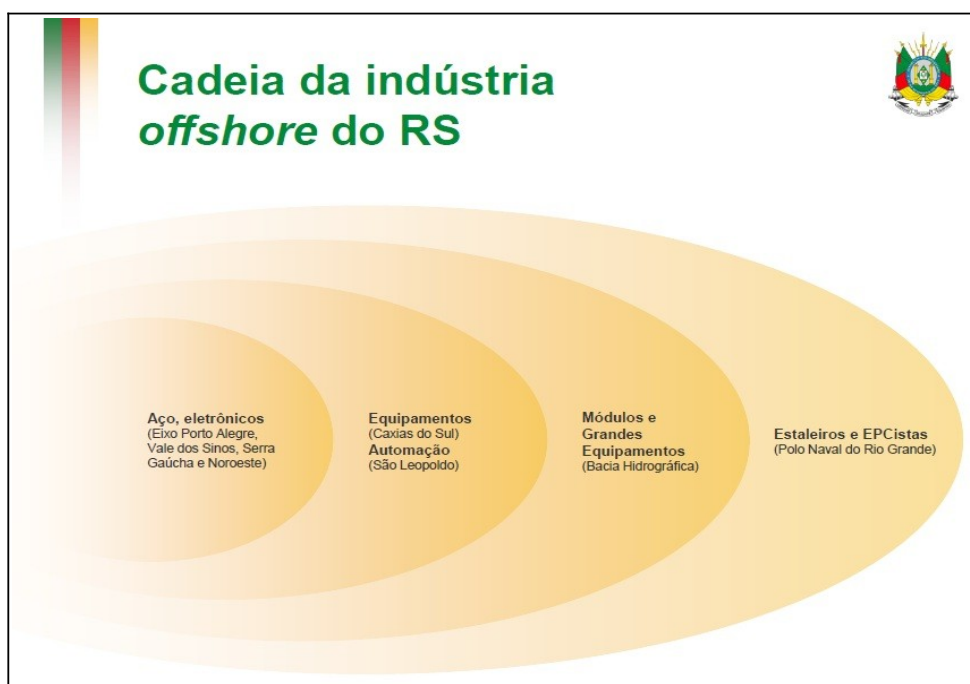 Cadeia da indústria
offshore do RS
Aço, eletrônicos
(Eixo Porto Alegre,
Vale dos Sinos, Serra
Gaúcha e Noroeste)
Equipamentos
(Caxias do Sul)
Automação
(São Leopoldo)
Módulos e
Grandes
Equipamentos
(Bacia Hidrográfica)
Estaleiros e EPCistas
(Polo Naval do Rio Grande)